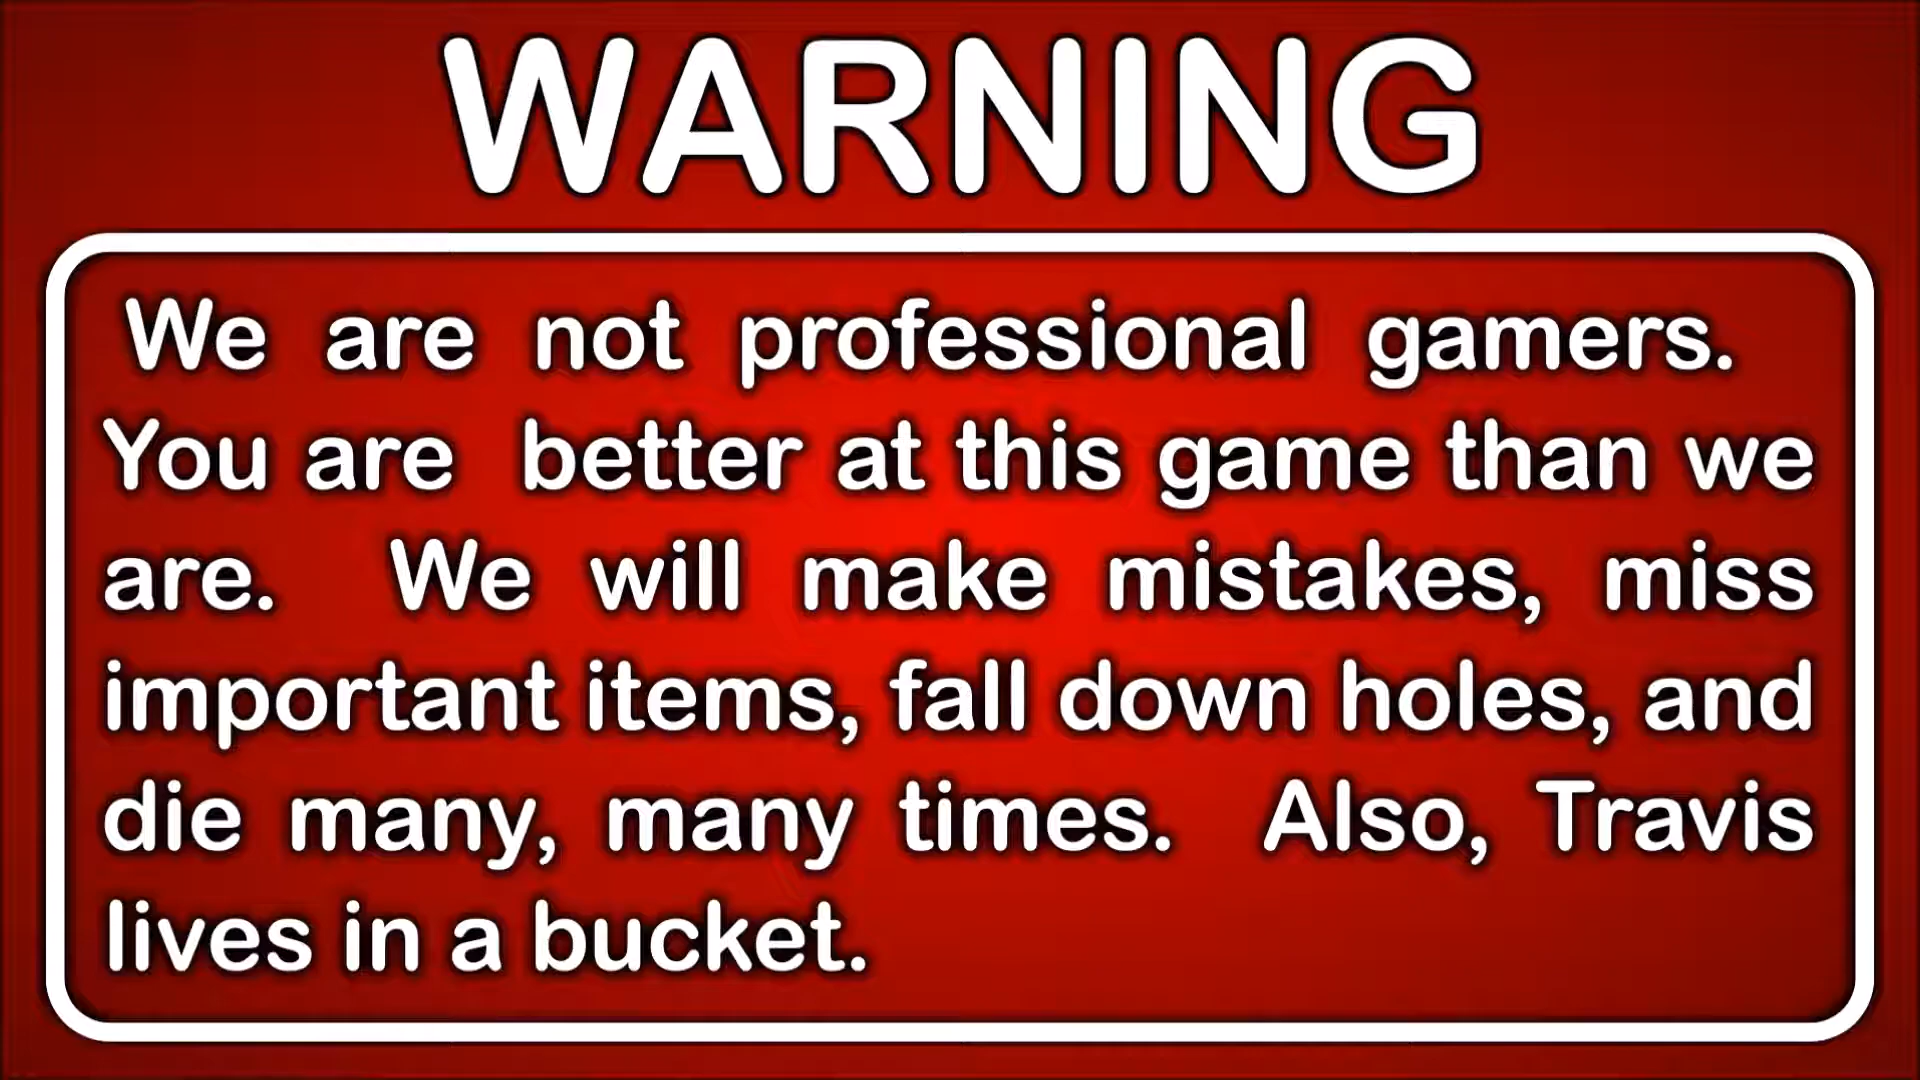 WARNING
We are not professional gamers.
You are better at this game than we
are. We will make mistakes, miss
important items, fall down holes, and
die many, many times. Also, Travis
lives in a bucket.